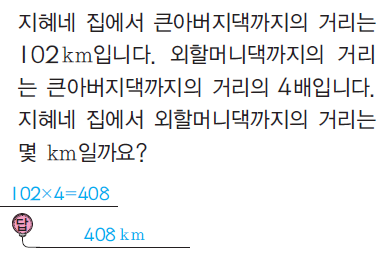 지혜네 집에서 큰아버지댁까지의 거리는
102km입니다. 외할머니댁까지의 거리
는 큰아버지댁까지의 거리의 4배입니다.
지혜네 집에서 외할머니댁까지의 거리는
몇 km일까요?
102×4=408
답
408 km